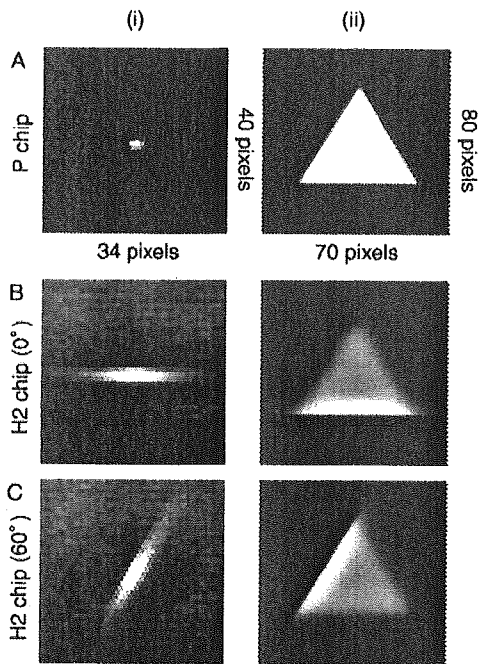 (i)
(ii)
A
P chip
40 pixels
80 pixels
34 pixels
70 pixels
B
H2 chip (0°)
C
H2 chip (60°)